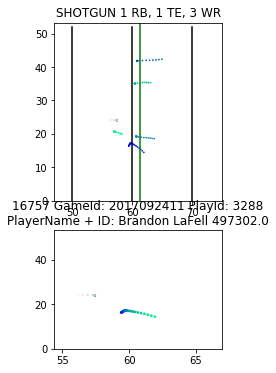 SHOTGUN 1 RB, 1 TE, 3 WR
50
40
30
20
10
0
50 60 70
16757 GameId: 2017092411 PlayId: 3288
PlayerName + ID: Brandon LaFell 497302.0
40
20
0
55 60 65